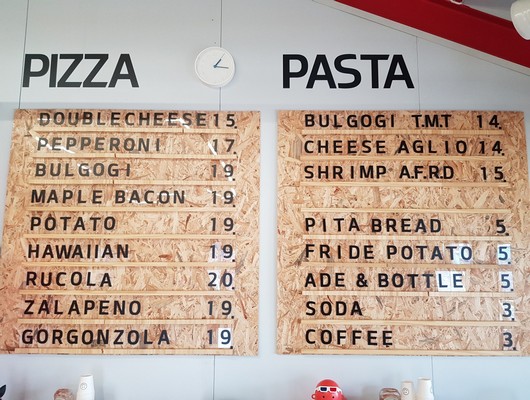 PIZZA
DOUBLECHEESE 15.
PEPPERONI 17.
BULGOGI 19.
MAPLE BACON 19.
POTATO 19.
HAWAIIAN 19.
RUCOLA 20.
ZALAPENO 19.
GORGONZOLA 19.
PASTA
BULGOGI T.M.T 14.
CHEESE AGLIO 14.
SHRIMP A.F.R.D 15.
PITA BREAD 5.
FRIDE POTATO 5.
ADE & BOTTLE 5.
SODA 3.
COFFEE 3.